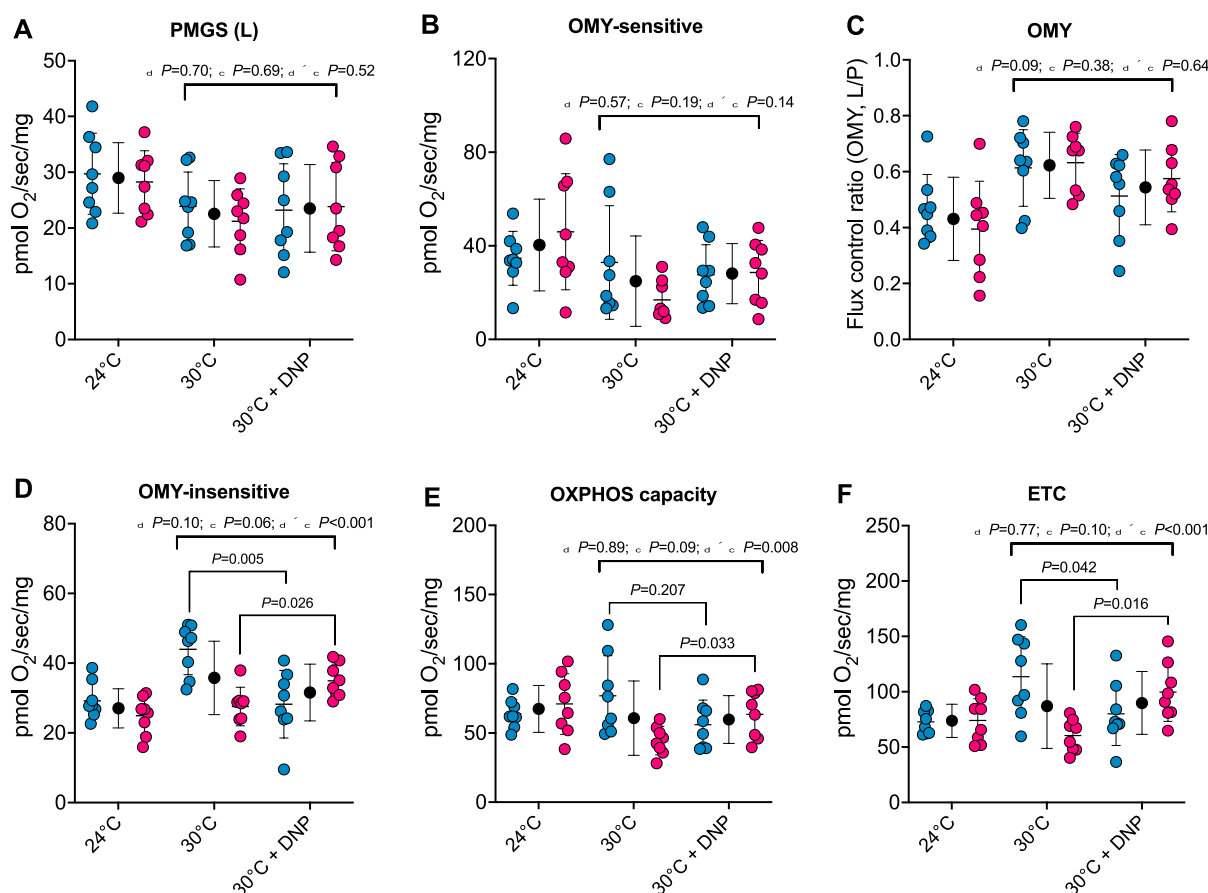 A
PMGS (L)
d P=0.70; c P=0.69; d ´ c P=0.52
pmol O2/sec/mg
50
40
30
20
10
0
24°C
30°C
30°C + DNP
B
OMY-sensitive
d P=0.57; c P=0.19; d ´ c P=0.14
pmol O2/sec/mg
120
80
40
0
24°C
30°C
30°C + DNP
C
OMY
d P=0.09; c P=0.38; d ´ c P=0.64
Flux control ratio (OMY, L/P)
1.0
0.8
0.6
0.4
0.2
0.0
24°C
30°C
30°C + DNP
D
OMY-insensitive
d P=0.10; c P=0.06; d ´ c P<0.001
P=0.005
P=0.026
pmol O2/sec/mg
80
60
40
20
0
24°C
30°C
30°C + DNP
E
OXPHOS capacity
d P=0.89; c P=0.09; d ´ c P=0.008
P=0.207
P=0.033
pmol O2/sec/mg
200
150
100
50
0
24°C
30°C
30°C + DNP
F
ETC
d P=0.77; c P=0.10; d ´ c P<0.001
P=0.042
P=0.016
pmol O2/sec/mg
250
200
150
100
50
0
24°C
30°C
30°C + DNP